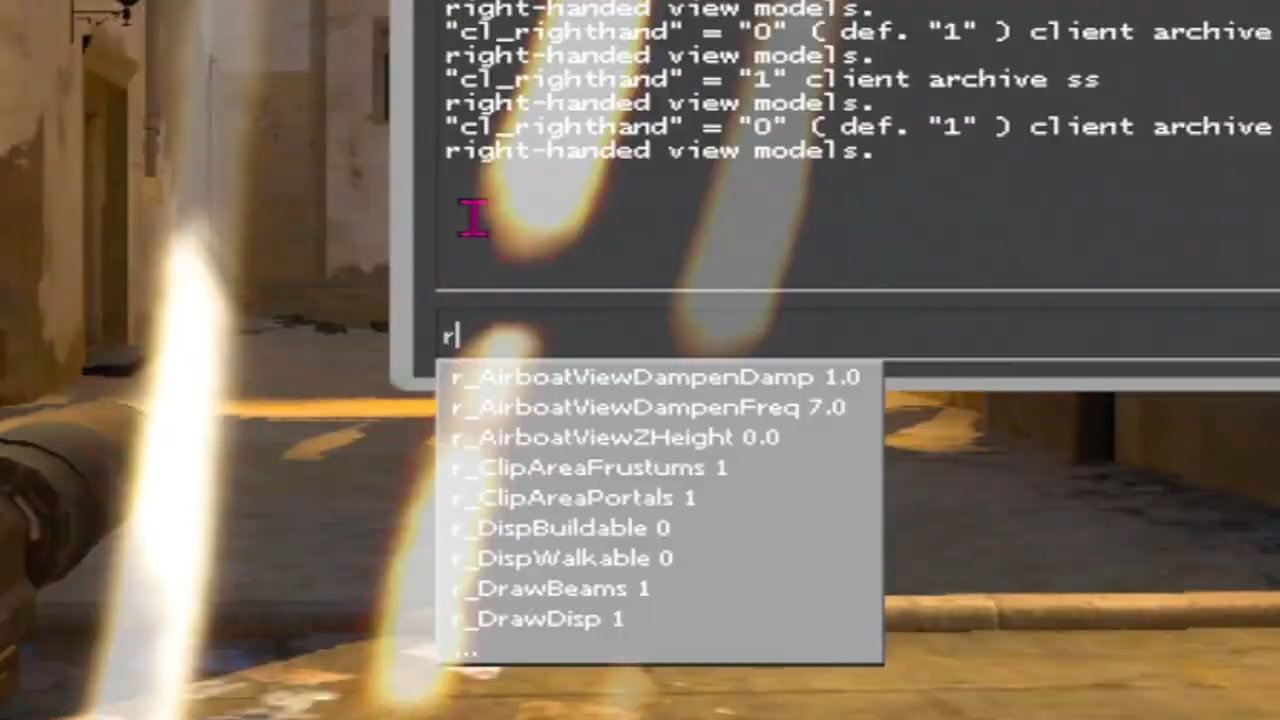 right-handed view models.
"cl_righthand" = "0" ( def. "1" ) client archive
right-handed view models.
"cl_righthand" = "1" client archive ss
right-handed view models.
"cl_righthand" = "0" ( def. "1" ) client archive
right-handed view models.
r
r_AirboatViewDampenDamp 1.0
r_AirboatViewDampenFreq 7.0
r_AirboatViewZHeight 0.0
r_ClipAreaFrustums 1
r_ClipAreaPortals 1
r_DispBuildable 0
r_DispWalkable 0
r_DrawBeams 1
r_DrawDisp 1
...